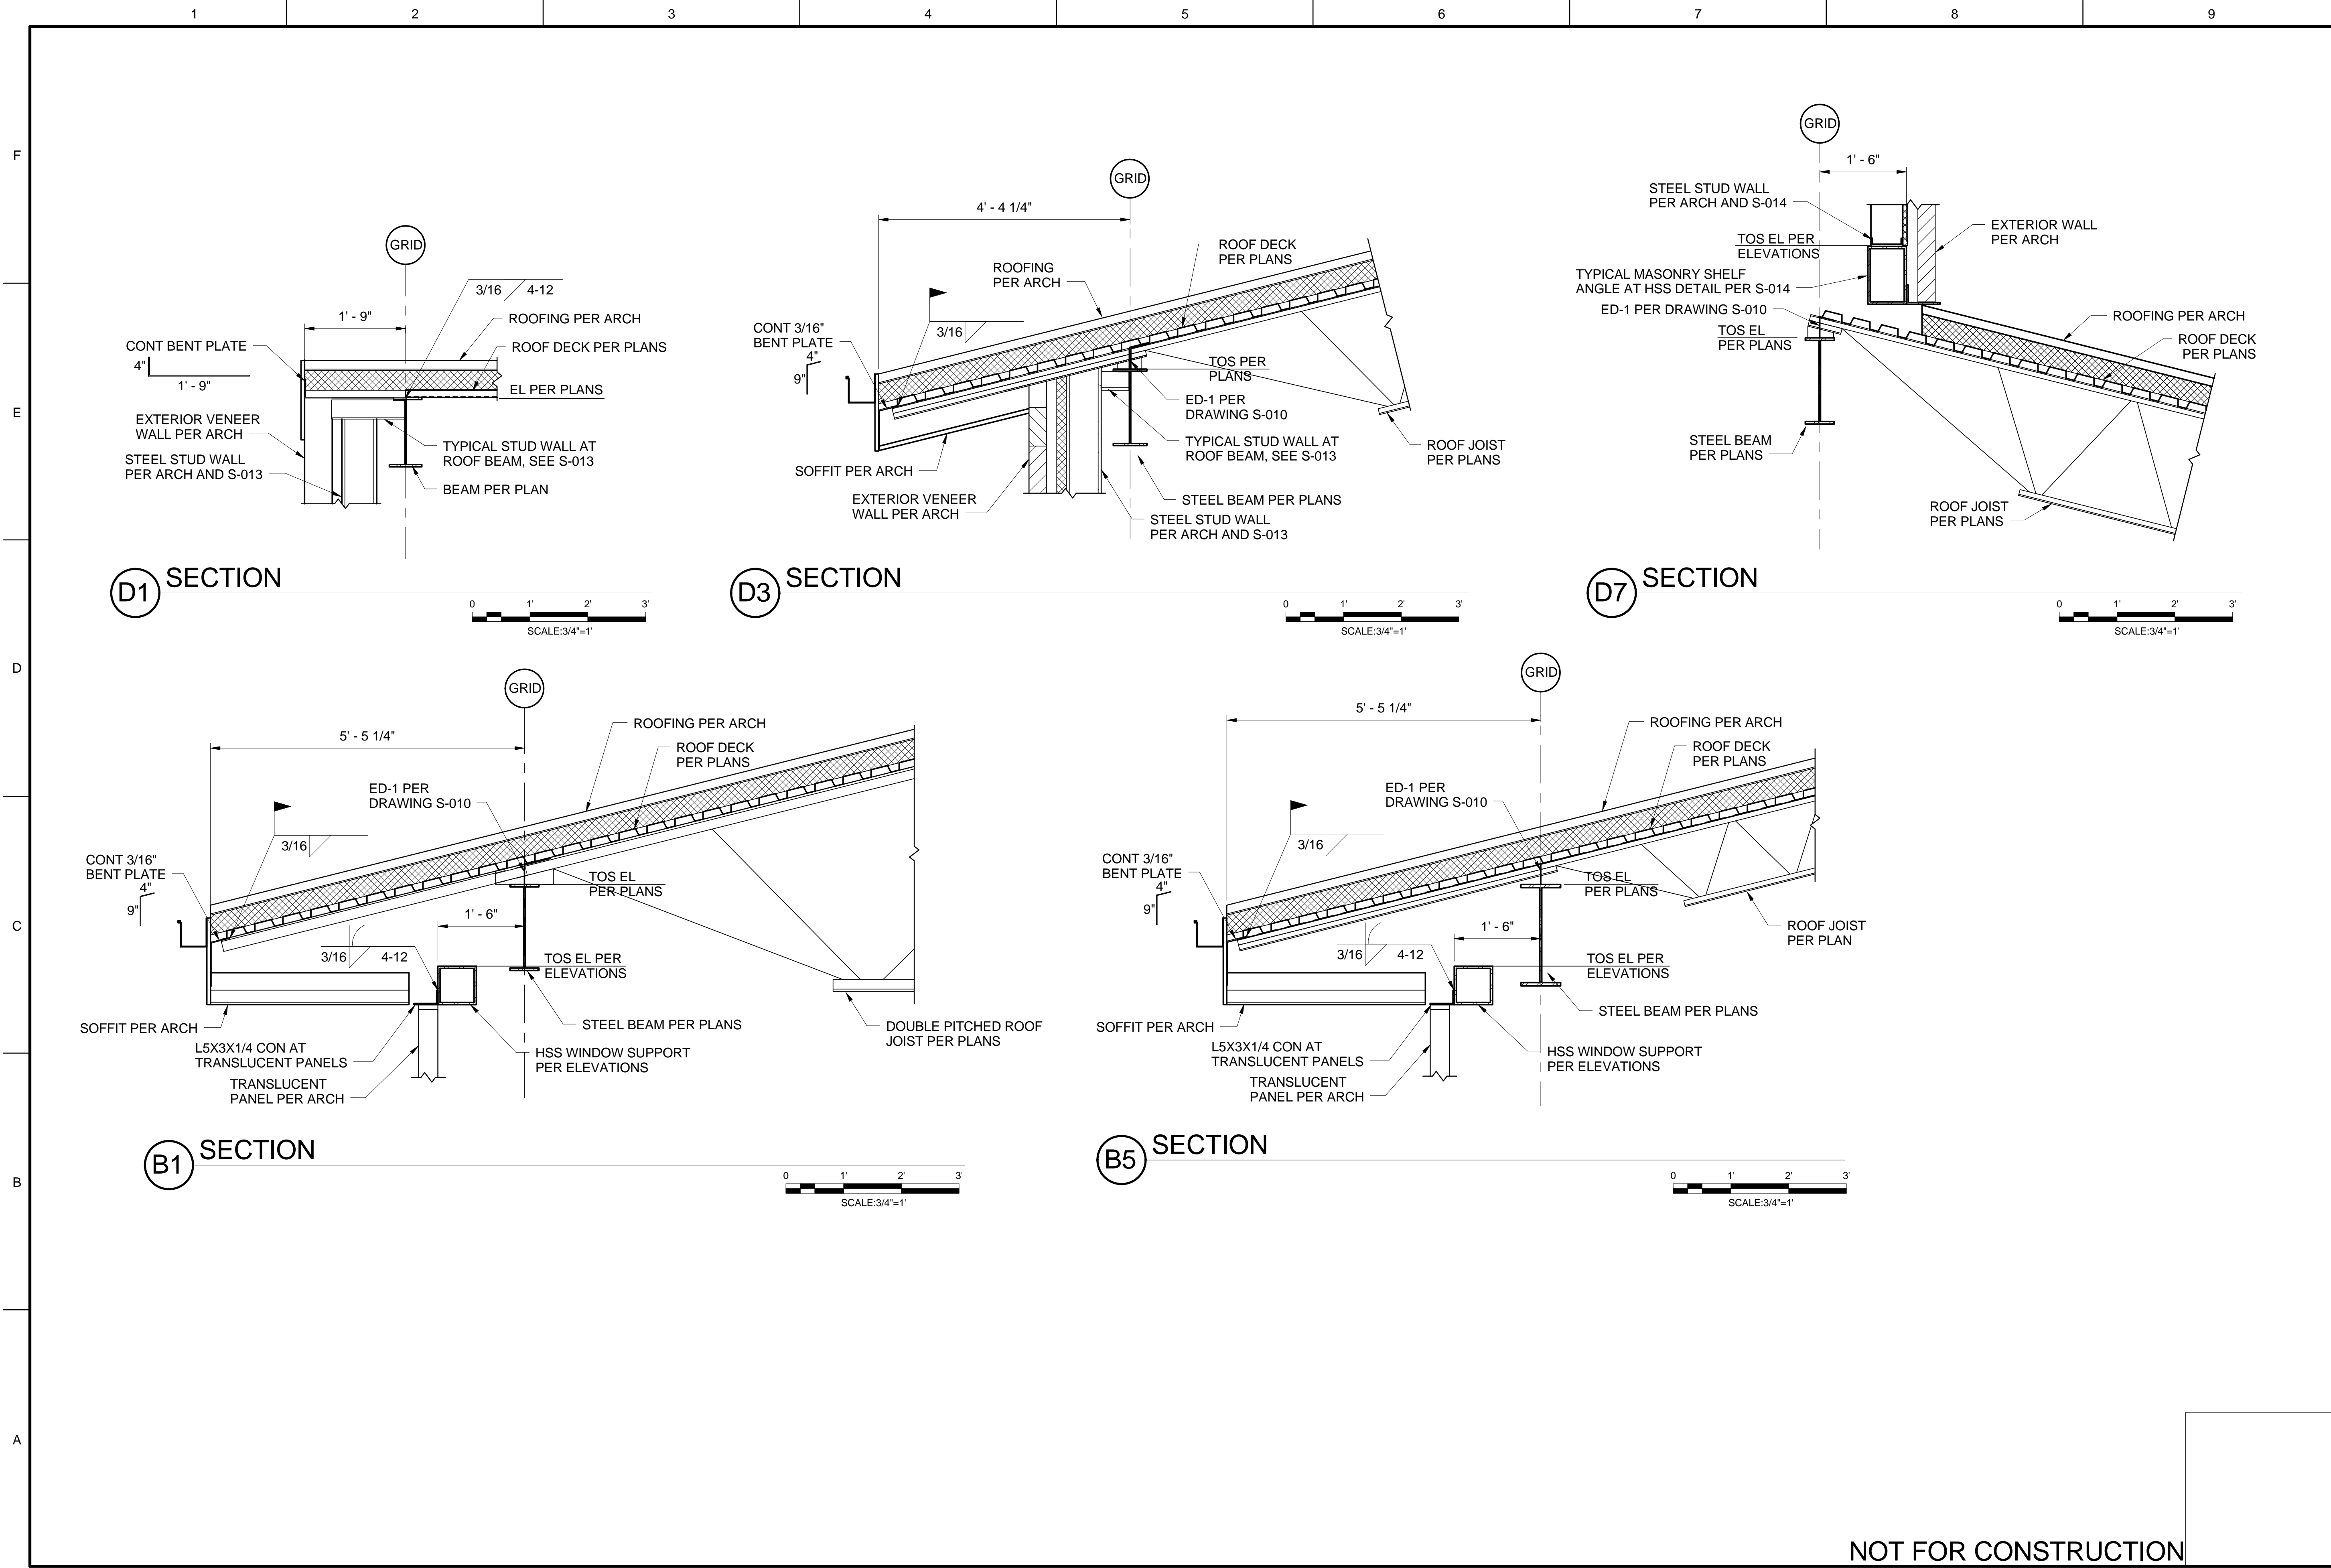 1 2 3 4 5 6 7 8 9
F
E
D
C
B
A
GRID
1' - 9"
3/16 4-12
ROOFING PER ARCH
ROOF DECK PER PLANS
EL PER PLANS
CONT BENT PLATE
4"
1' - 9"
EXTERIOR VENEER
WALL PER ARCH
STEEL STUD WALL
PER ARCH AND S-013
TYPICAL STUD WALL AT
ROOF BEAM, SEE S-013
BEAM PER PLAN
D1 SECTION
0 1' 2' 3'
SCALE:3/4"=1'
GRID
4' - 4 1/4"
ROOF DECK
PER PLANS
ROOFING
PER ARCH
3/16
CONT 3/16"
BENT PLATE
4"
9"
TOS PER
PLANS
ED-1 PER
DRAWING S-010
TYPICAL STUD WALL AT
ROOF BEAM, SEE S-013
ROOF JOIST
PER PLANS
SOFFIT PER ARCH
EXTERIOR VENEER
WALL PER ARCH
STEEL BEAM PER PLANS
STEEL STUD WALL
PER ARCH AND S-013
D3 SECTION
0 1' 2' 3'
SCALE:3/4"=1'
GRID
1' - 6"
STEEL STUD WALL
PER ARCH AND S-014
EXTERIOR WALL
PER ARCH
TOS EL PER
ELEVATIONS
TYPICAL MASONRY SHELF
ANGLE AT HSS DETAIL PER S-014
ED-1 PER DRAWING S-010
TOS EL
PER PLANS
ROOFING PER ARCH
ROOF DECK
PER PLANS
STEEL BEAM
PER PLANS
ROOF JOIST
PER PLANS
D7 SECTION
0 1' 2' 3'
SCALE:3/4"=1'
GRID
5' - 5 1/4"
ROOFING PER ARCH
ROOF DECK
PER PLANS
ED-1 PER
DRAWING S-010
3/16
CONT 3/16"
BENT PLATE
4"
9"
TOS EL
PER PLANS
1' - 6"
3/16 4-12
TOS EL PER
ELEVATIONS
SOFFIT PER ARCH
STEEL BEAM PER PLANS
DOUBLE PITCHED ROOF
JOIST PER PLANS
L5X3X1/4 CON AT
TRANSLUCENT PANELS
HSS WINDOW SUPPORT
PER ELEVATIONS
TRANSLUCENT
PANEL PER ARCH
B1 SECTION
0 1' 2' 3'
SCALE:3/4"=1'
GRID
5' - 5 1/4"
ROOFING PER ARCH
ROOF DECK
PER PLANS
ED-1 PER
DRAWING S-010
3/16
CONT 3/16"
BENT PLATE
4"
9"
TOS EL
PER PLANS
1' - 6"
ROOF JOIST
PER PLAN
3/16 4-12
TOS EL PER
ELEVATIONS
STEEL BEAM PER PLANS
SOFFIT PER ARCH
L5X3X1/4 CON AT
TRANSLUCENT PANELS
HSS WINDOW SUPPORT
PER ELEVATIONS
TRANSLUCENT
PANEL PER ARCH
B5 SECTION
0 1' 2' 3'
SCALE:3/4"=1'
NOT FOR CONSTRUCTION